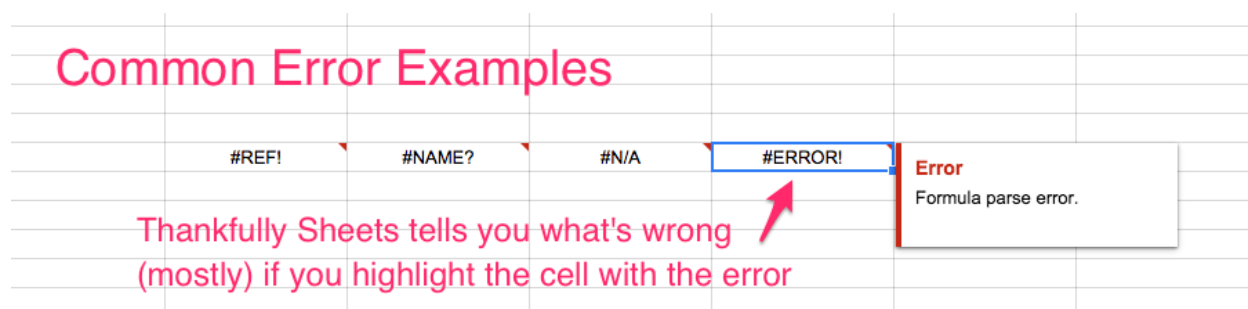 Common Error Examples
#REF! #NAME? #N/A #ERROR!
Error
Formula parse error.
Thankfully Sheets tells you what's wrong
(mostly) if you highlight the cell with the error